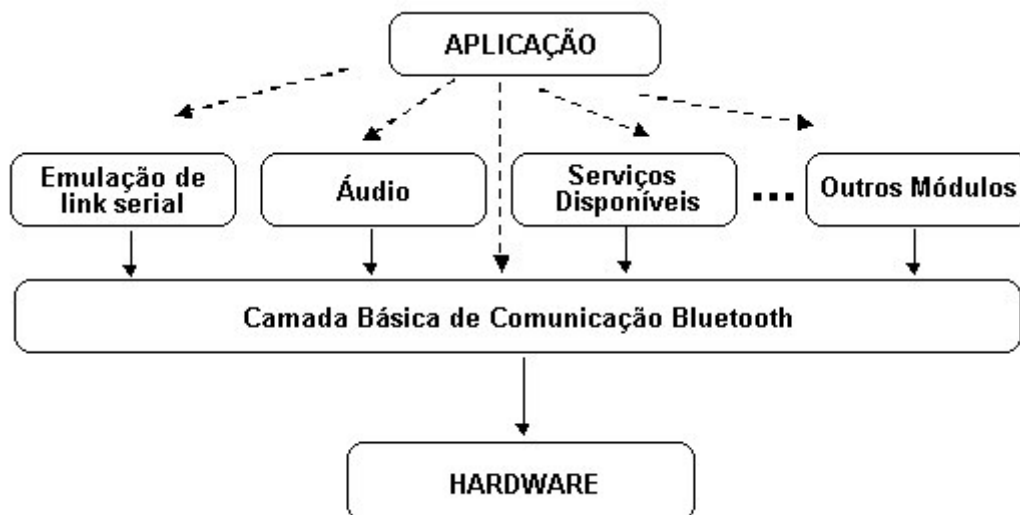 APLICAÇÃO
Emulação de
link serial
Áudio
Serviços
Disponíveis
...
Outros Módulos
Camada Básica de Comunicação Bluetooth
HARDWARE